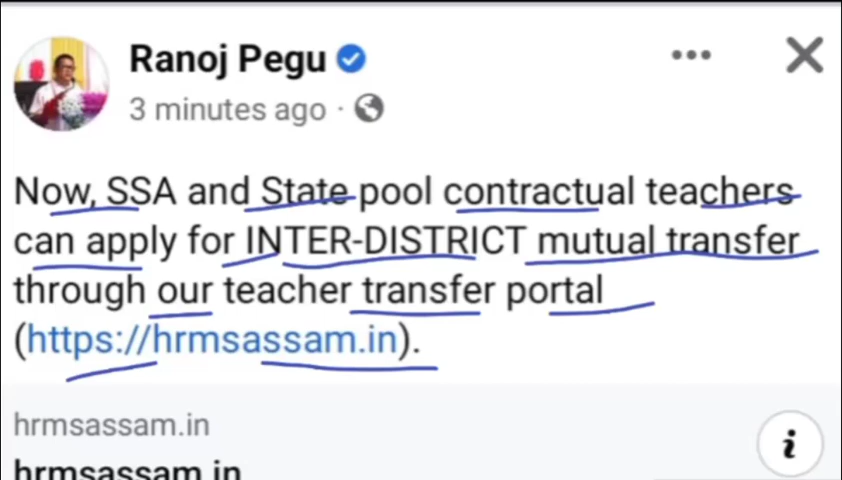 Ranoj Pegu
3 minutes ago ·
Now, SSA and State pool contractual teachers
can apply for INTER-DISTRICT mutual transfer
through our teacher transfer portal
(https://hrmsassam.in).
hrmsassam.in
i
hrmsassam.in